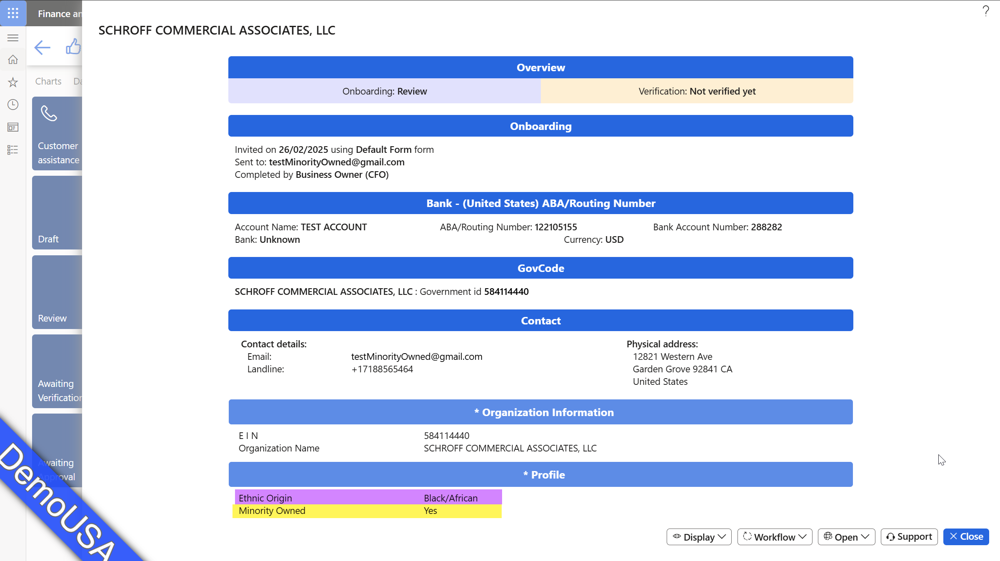 Finance an
?
SCHROFF COMMERCIAL ASSOCIATES, LLC
Charts Da
Customer
assistance
Draft
Review
Awaiting
Verification
Awaiting
Approval
DemoUSA
Overview
Onboarding: Review
Verification: Not verified yet
Onboarding
Invited on 26/02/2025 using Default Form form
Sent to: testMinorityOwned@gmail.com
Completed by Business Owner (CFO)
Bank - (United States) ABA/Routing Number
Account Name: TEST ACCOUNT ABA/Routing Number: 122105155 Bank Account Number: 288282
Bank: Unknown Currency: USD
GovCode
SCHROFF COMMERCIAL ASSOCIATES, LLC : Government id 584114440
Contact
Contact details:
Email: testMinorityOwned@gmail.com
Landline: +17188565464
Physical address:
12821 Western Ave
Garden Grove 92841 CA
United States
* Organization Information
E I N 584114440
Organization Name SCHROFF COMMERCIAL ASSOCIATES, LLC
* Profile
Ethnic Origin Black/African
Minority Owned Yes
Display Workflow Open Support Close